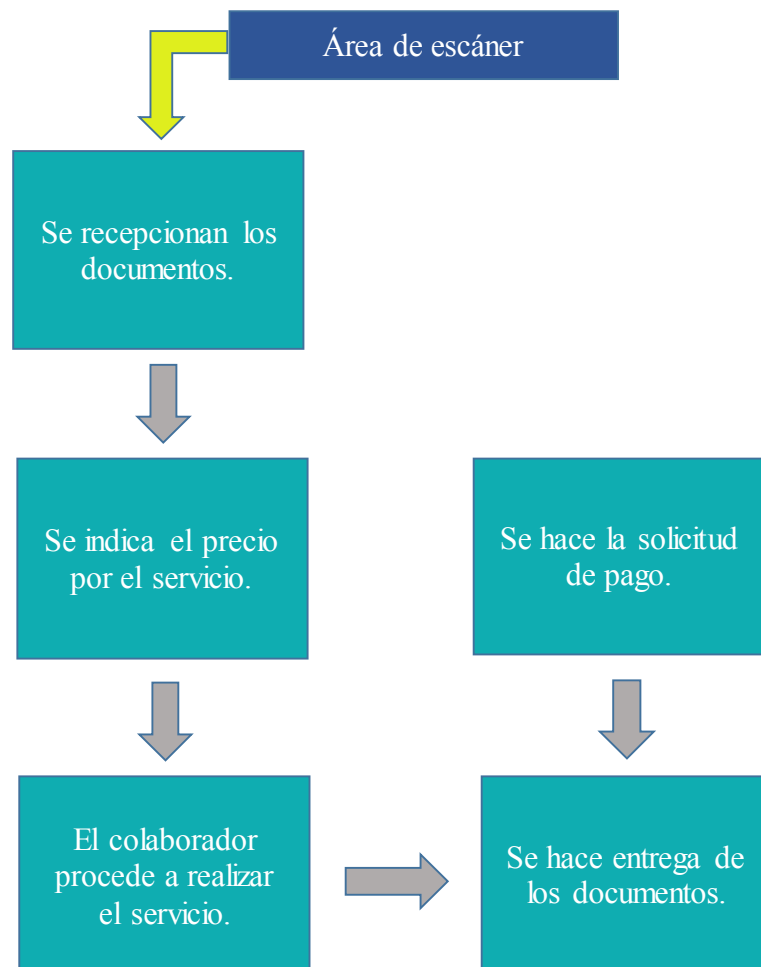 Área de escáner
Se recepcionan los
documentos.
Se indica el precio
por el servicio.
Se hace la solicitud
de pago.
El colaborador
procede a realizar
el servicio.
Se hace entrega de
los documentos.